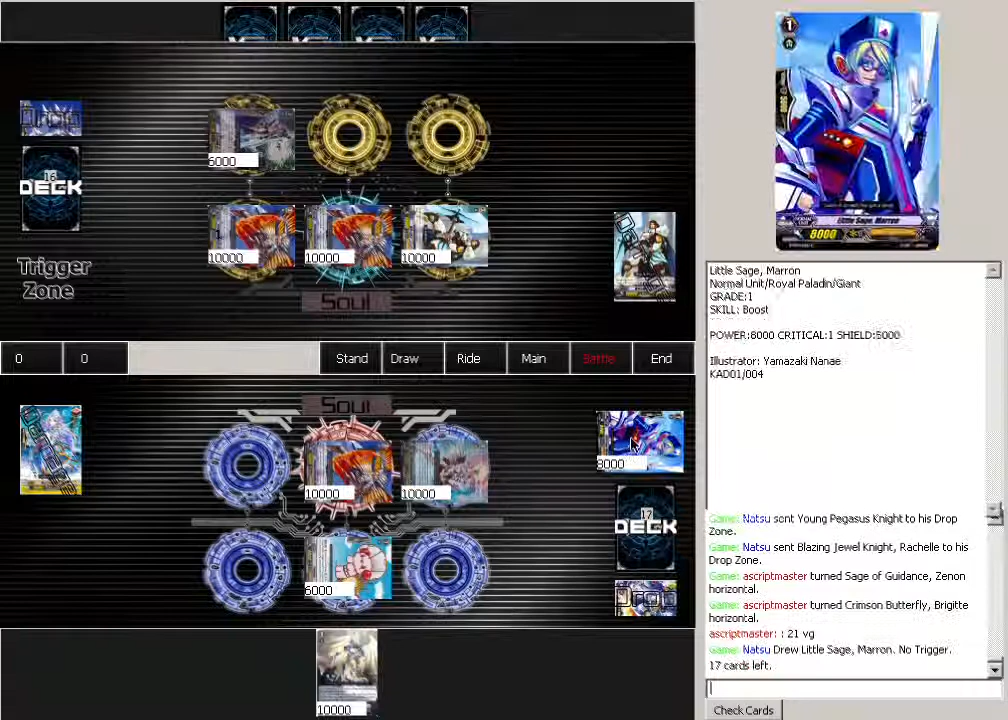 Drop
16
DECK
Trigger
Zone
6000
10000
10000
10000
Soul
0
0
Stand
Draw
Ride
Main
Battle
End
Soul
10000
10000
8000
17
DECK
Drop
6000
10000
1
Little Sage, Marron
8000
Little Sage, Marron
Normal Unit/Royal Paladin/Giant
GRADE:1
SKILL: Boost
POWER:8000 CRITICAL:1 SHIELD:5000
Illustrator: Yamazaki Nanae
KAD01/004
Game: Natsu sent Young Pegasus Knight to his Drop
Zone.
Game: Natsu sent Blazing Jewel Knight, Rachelle to his
Drop Zone.
Game: ascriptmaster turned Sage of Guidance, Zenon
horizontal.
Game: ascriptmaster turned Crimson Butterfly, Brigitte
horizontal.
ascriptmaster: : 21 vg
Game: Natsu Drew Little Sage, Marron. No Trigger.
17 cards left.
Check Cards